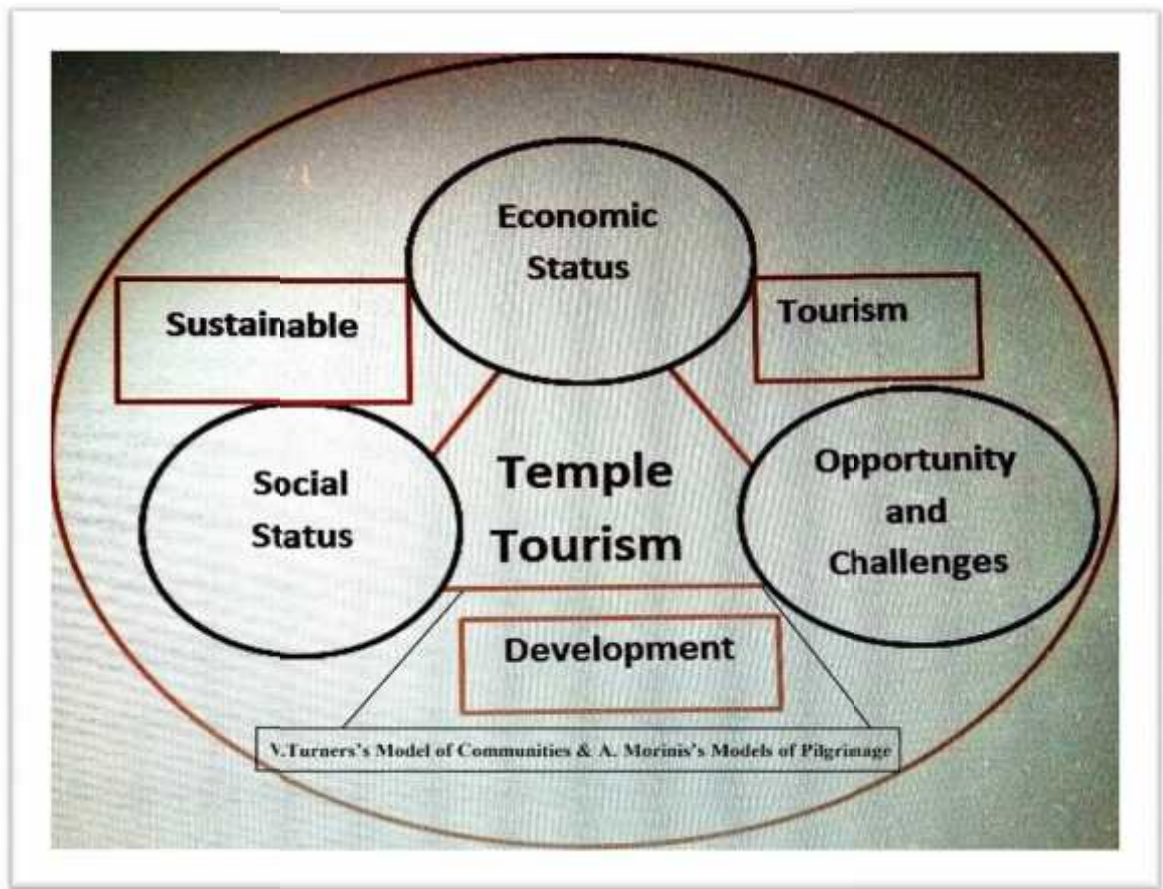 Economic
Status
Sustainable
Tourism
Social
Status
Temple
Tourism
Opportunity
and
Challenges
Development
V.Turners's Model of Communities & A. Morinis's Models of Pilgrimage